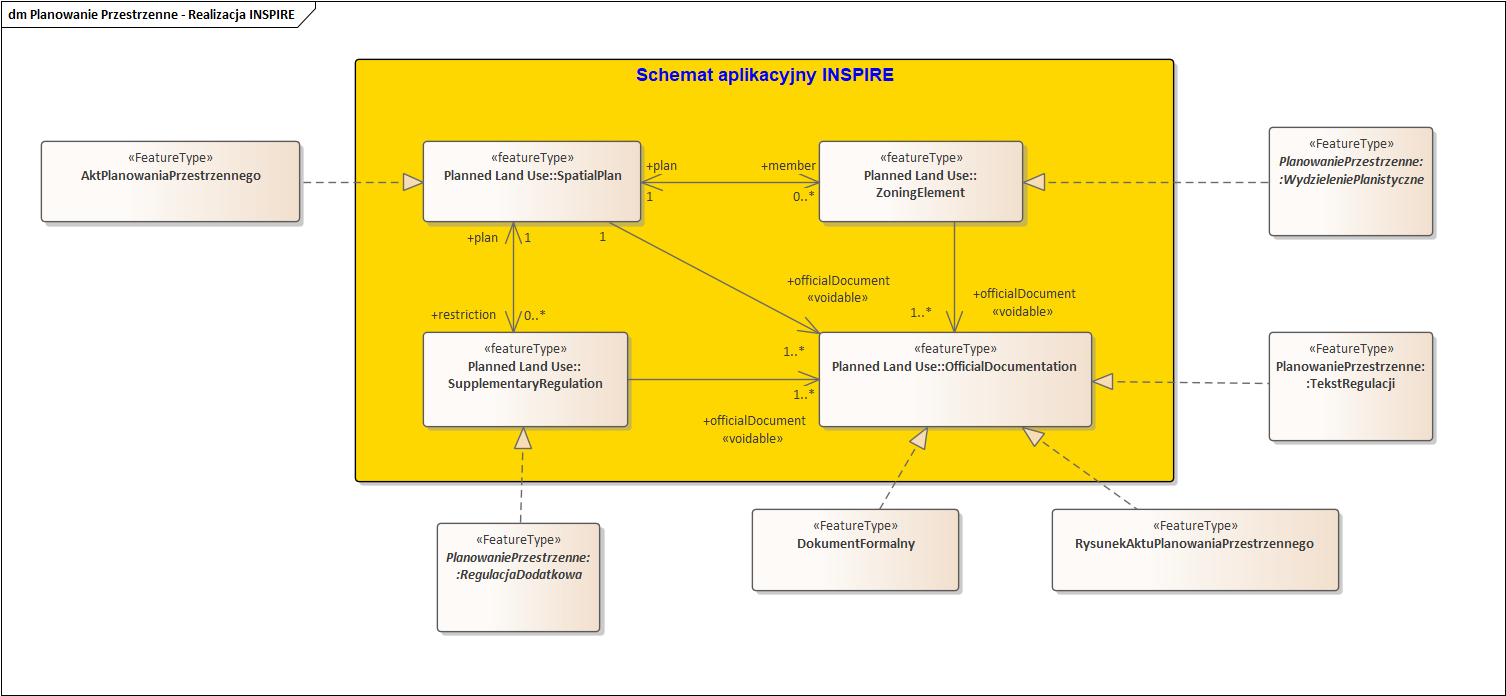 dm Planowanie Przestrzenne - Realizacja INSPIRE
Schemat aplikacyjny INSPIRE
«FeatureType»
AktPlanowaniaPrzestrzennego
«featureType»
Planned Land Use::SpatialPlan
+plan
1
+member
0..*
«featureType»
Planned Land Use::
ZoningElement
«FeatureType»
PlanowaniePrzestrzenne:
:WydzieleniePlanistyczne
+plan
1
1
+officialDocument
«voidable»
1..*
+officialDocument
«voidable»
1..*
+restriction
0..*
«featureType»
Planned Land Use::
SupplementaryRegulation
1..*
+officialDocument
«voidable»
«featureType»
Planned Land Use::OfficialDocumentation
«FeatureType»
PlanowaniePrzestrzenne:
:TekstRegulacji
«FeatureType»
PlanowaniePrzestrzenne:
:RegulacjaDodatkowa
«FeatureType»
DokumentFormalny
«FeatureType»
RysunekAktuPlanowaniaPrzestrzennego